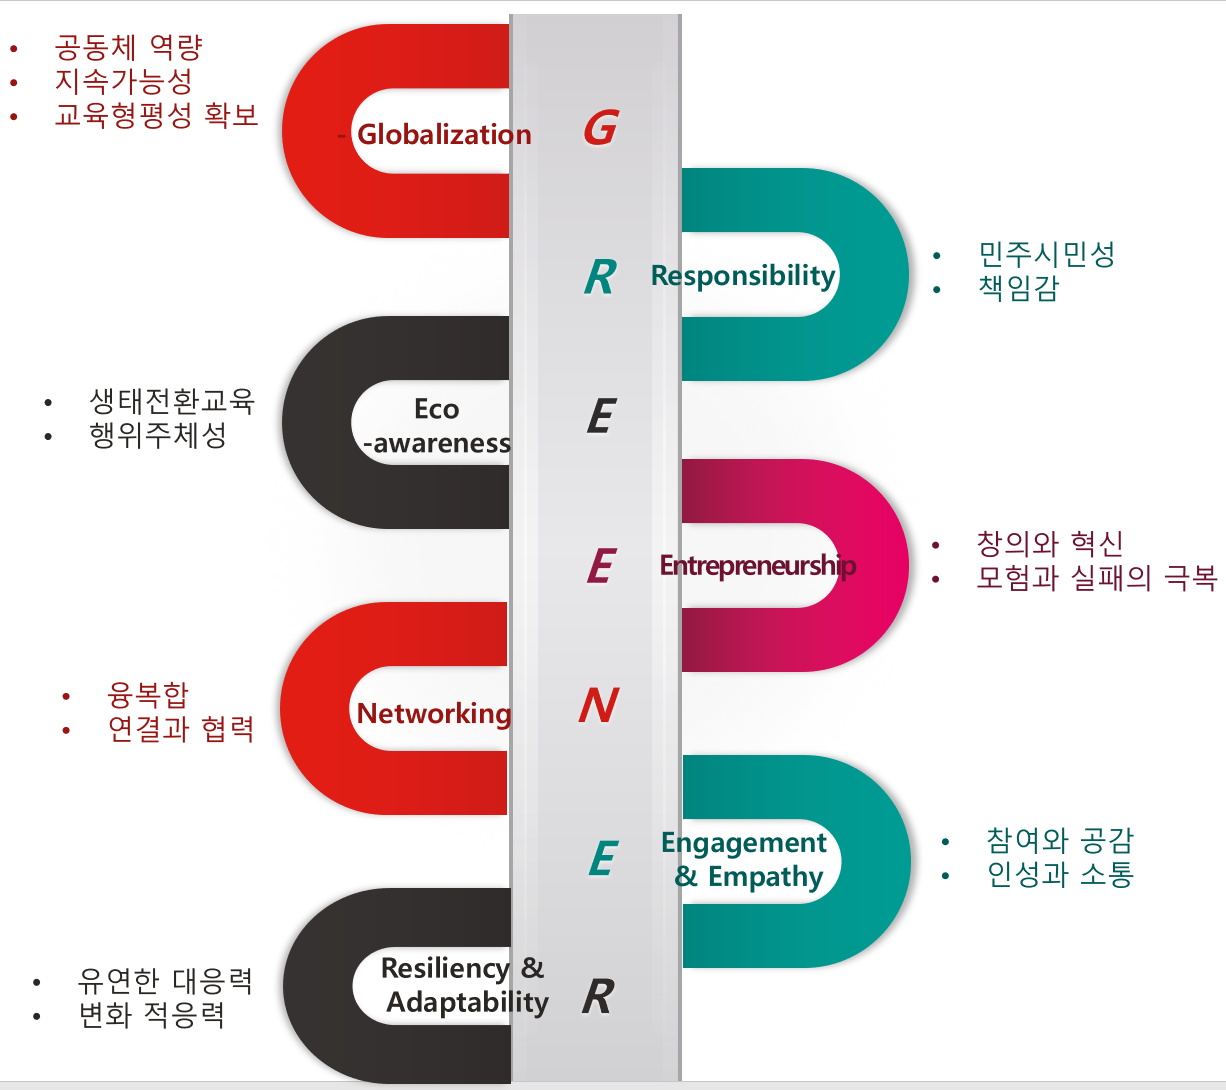 • 공동체 역량
• 지속가능성
• 교육형평성 확보
- Globalization
G
R
Responsibility
• 민주시민성
• 책임감
• 생태전환교육
• 행위주체성
Eco
-awareness
E
E
Entrepreneurship
• 창의와 혁신
• 모험과 실패의 극복
• 융복합
• 연결과 협력
Networking
N
E
Engagement
& Empathy
• 참여와 공감
• 인성과 소통
• 유연한 대응력
• 변화 적응력
Resiliency &
Adaptability
R